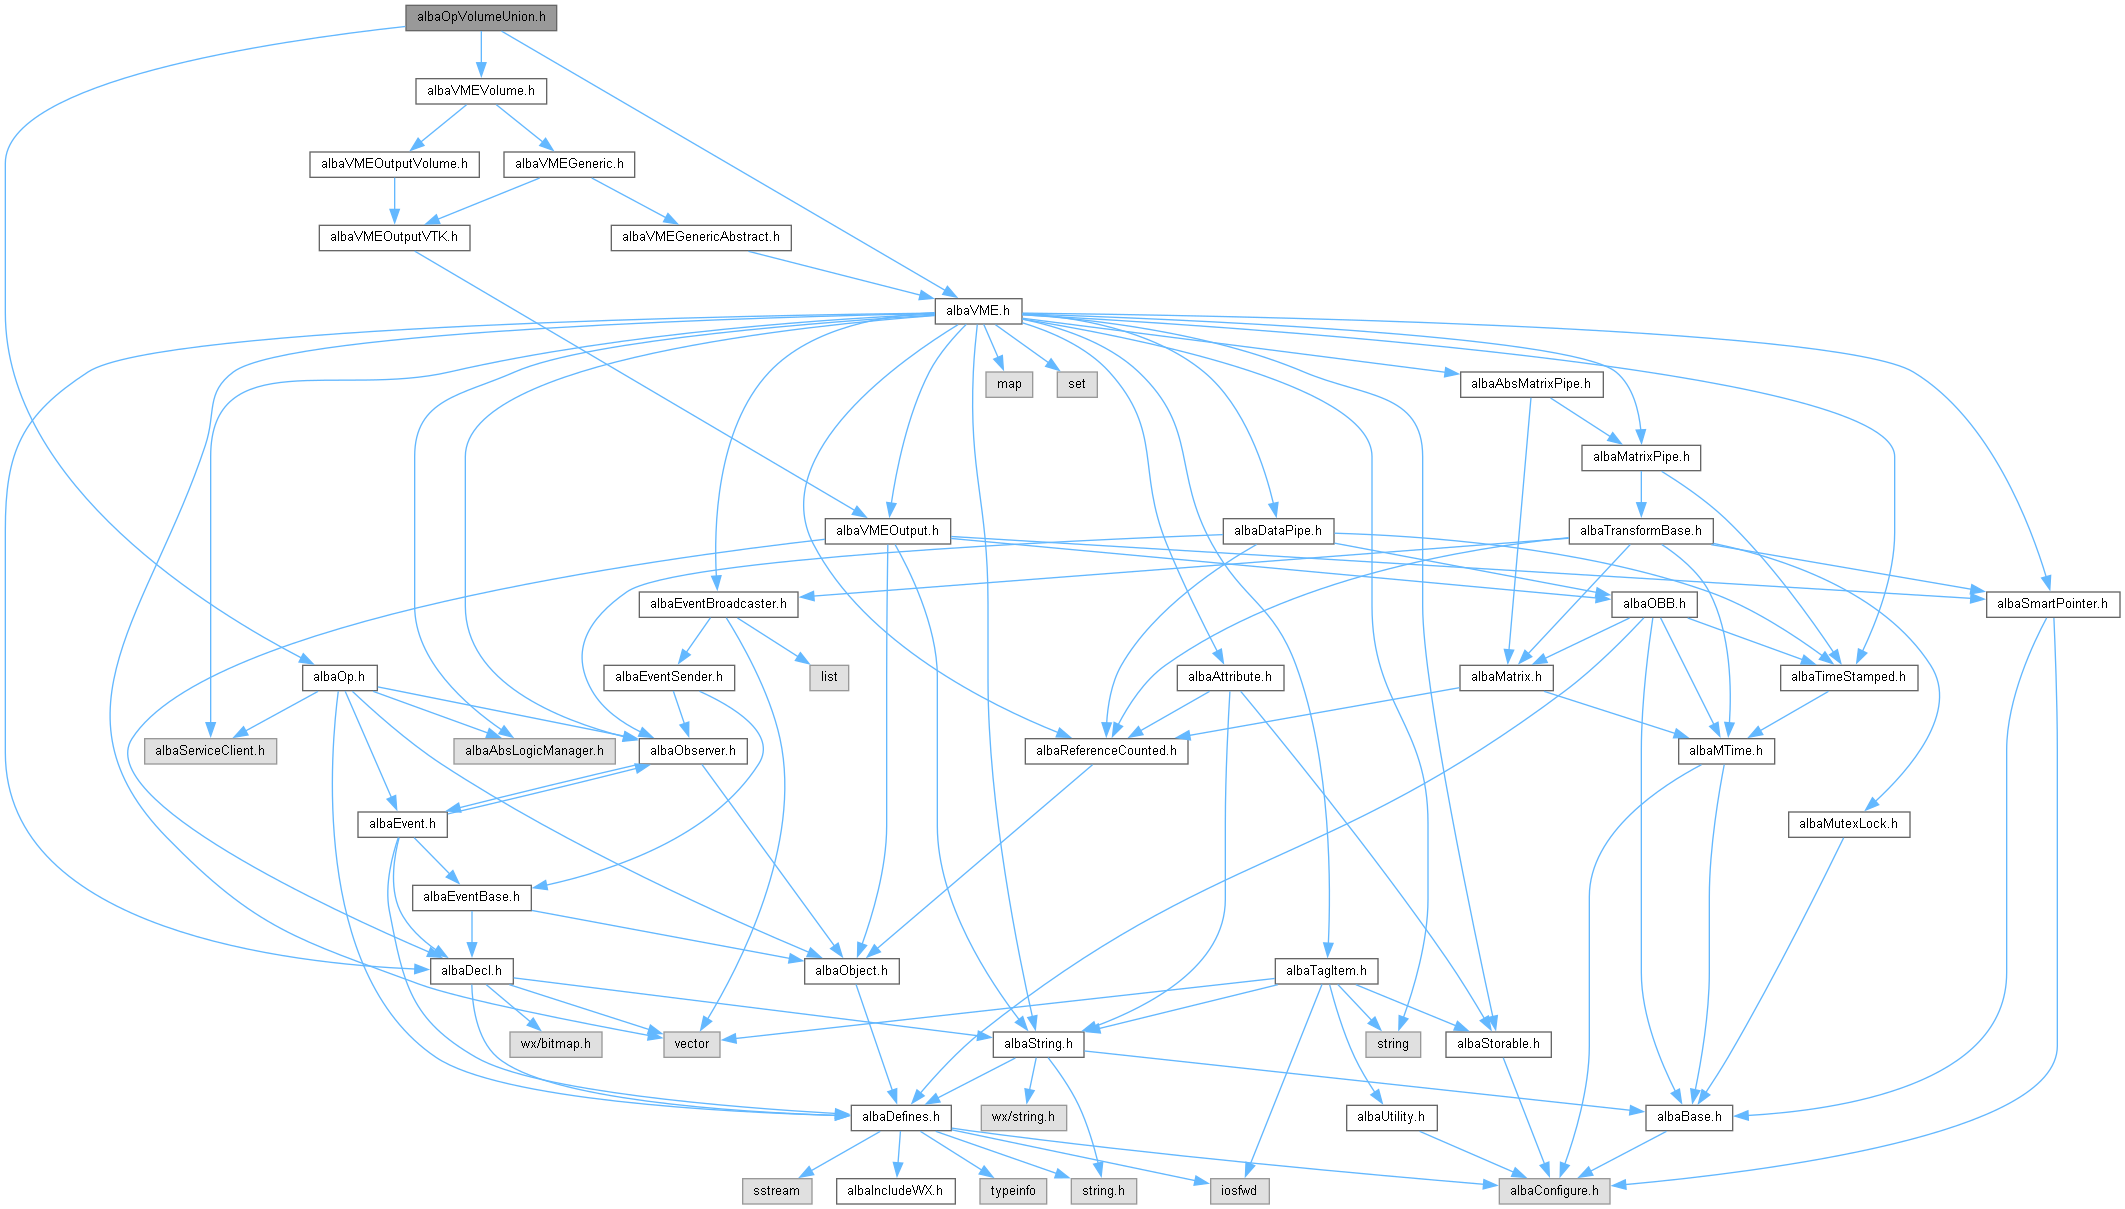 albaOpVolumeUnion.h
albaVMEVolume.h
albaVMEOutputVolume.h
albaVMEGeneric.h
albaVMEOutputVTK.h
albaVMEGenericAbstract.h
albaVME.h
map
set
albaAbsMatrixPipe.h
albaMatrixPipe.h
albaVMEOutput.h
albaDataPipe.h
albaTransformBase.h
albaEventBroadcaster.h
albaOBB.h
albaSmartPointer.h
albaOp.h
albaEventSender.h
list
albaAttribute.h
albaMatrix.h
albaTimeStamped.h
albaServiceClient.h
albaAbsLogicManager.h
albaObserver.h
albaReferenceCounted.h
albaMTime.h
albaEvent.h
albaMutexLock.h
albaEventBase.h
albaDecl.h
albaObject.h
albaTagItem.h
wx/bitmap.h
vector
albaString.h
string
albaStorable.h
albaDefines.h
wx/string.h
albaUtility.h
albaBase.h
sstream
albaIncludeWX.h
typeinfo
string.h
iosfwd
albaConfigure.h